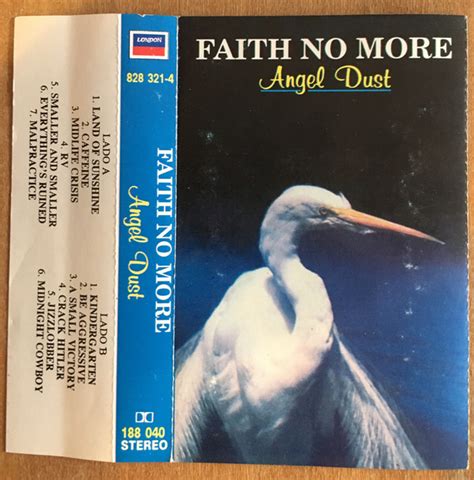 LADO A
1. LAND OF SUNSHINE
2. CAFFEINE
3. MIDLIFE CRISIS
4. RV
5. SMALLER AND SMALLER
6. EVERYTHING'S RUINED
7. MALPRACTICE
LADO B
1. KINDERGARTEN
2. BE AGGRESSIVE
3. A SMALL VICTORY
4. CRACK HITLER
5. JIZZLOBBER
6. MIDNIGHT COWBOY
LONDON
828 321-4
FAITH NO MORE
Angel Dust
188 040
STEREO
FAITH NO MORE
Angel Dust